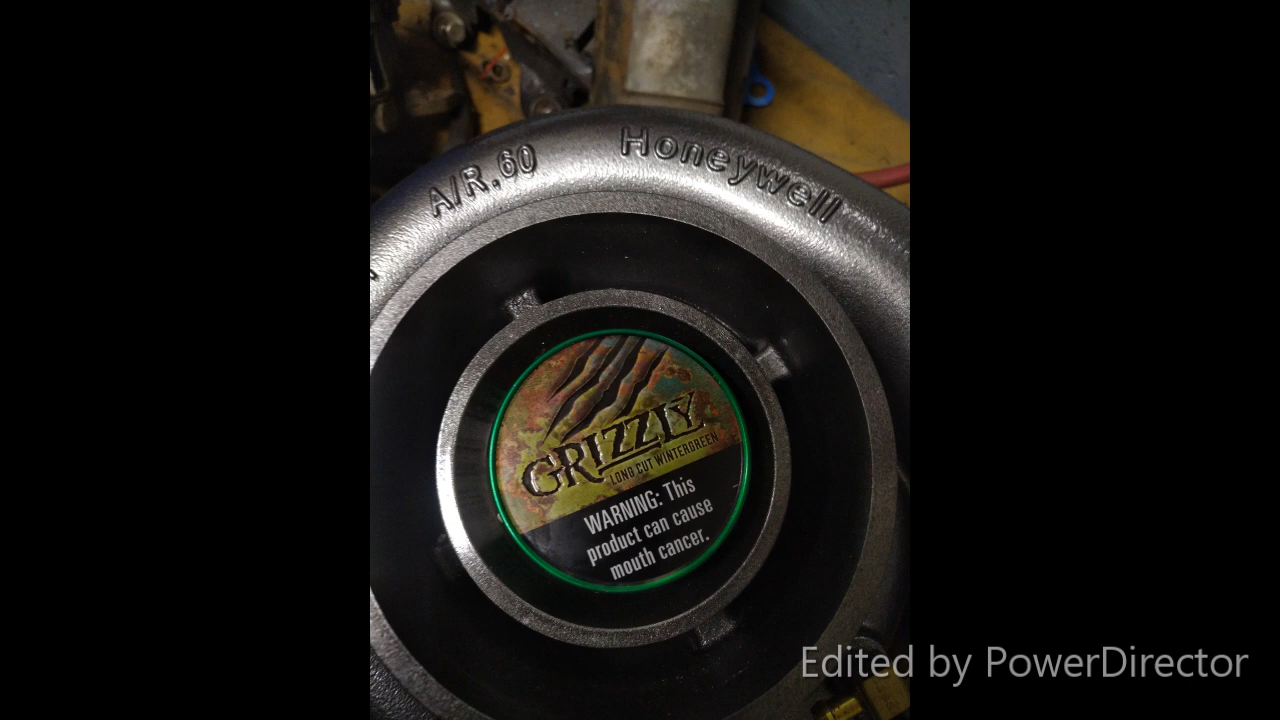 A/R.60 Honeywell
GRIZZLY
LONG CUT WINTERGREEN
WARNING: This
product can cause
mouth cancer.
Edited by PowerDirector